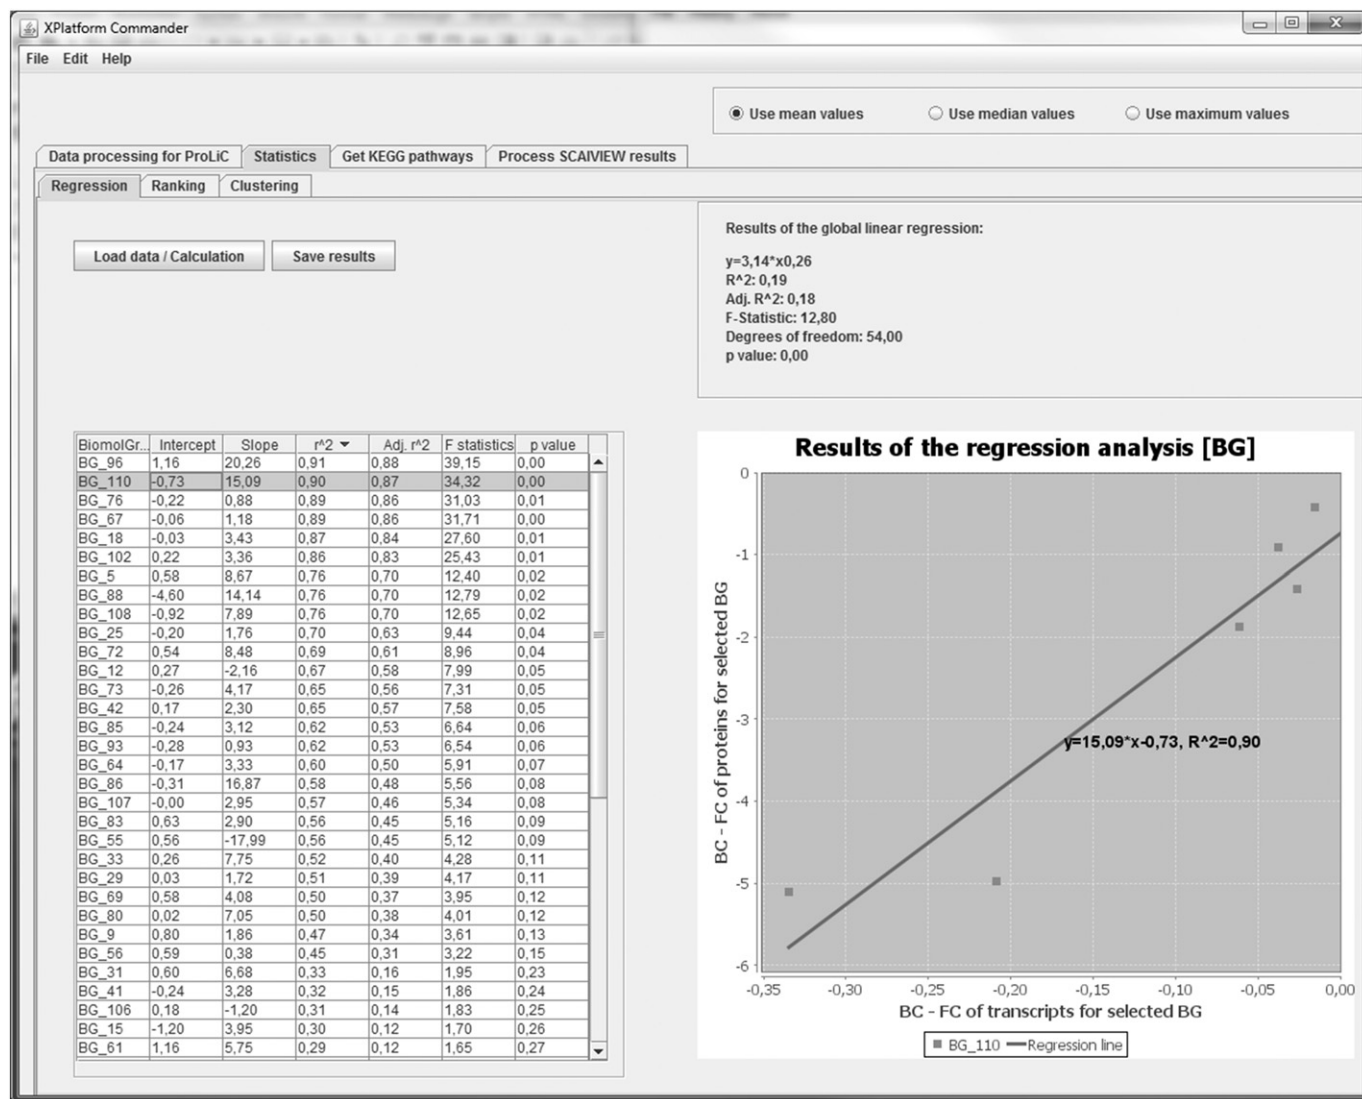 XPlatform Commander
File Edit Help
Use mean values Use median values Use maximum values
Data processing for ProLiC Statistics Get KEGG pathways Process SCAIVIEW results
Regression Ranking Clustering
Load data / Calculation Save results
Results of the global linear regression:
y=3,14*x0,26
R^2: 0,19
Adj. R^2: 0,18
F-Statistic: 12,80
Degrees of freedom: 54,00
p value: 0,00
BiomolGr... Intercept Slope r^2 Adj. r^2 F statistics p value
BG_96 1,16 20,26 0,91 0,88 39,15 0,00
BG_110 -0,73 15,09 0,90 0,87 34,32 0,00
BG_76 -0,22 0,88 0,89 0,86 31,03 0,01
BG_67 -0,06 1,18 0,89 0,86 31,71 0,00
BG_18 -0,03 3,43 0,87 0,84 27,60 0,01
BG_102 0,22 3,36 0,86 0,83 25,43 0,01
BG_5 0,58 8,67 0,76 0,70 12,40 0,02
BG_88 -4,60 14,14 0,76 0,70 12,79 0,02
BG_108 -0,92 7,89 0,76 0,70 12,65 0,02
BG_25 -0,20 1,76 0,70 0,63 9,44 0,04
BG_72 0,54 8,48 0,69 0,61 8,96 0,04
BG_12 0,27 -2,16 0,67 0,58 7,99 0,05
BG_73 -0,26 4,17 0,65 0,56 7,31 0,05
BG_42 0,17 2,30 0,65 0,57 7,58 0,05
BG_85 -0,24 3,12 0,62 0,53 6,64 0,06
BG_93 -0,28 0,93 0,62 0,53 6,54 0,06
BG_64 -0,17 3,33 0,60 0,50 5,91 0,07
BG_86 -0,31 16,87 0,58 0,48 5,56 0,08
BG_107 -0,00 2,95 0,57 0,46 5,34 0,08
BG_83 0,63 2,90 0,56 0,45 5,16 0,09
BG_55 0,56 -17,99 0,56 0,45 5,12 0,09
BG_33 0,26 7,75 0,52 0,40 4,28 0,11
BG_29 0,03 1,72 0,51 0,39 4,17 0,11
BG_69 0,58 4,08 0,50 0,37 3,95 0,12
BG_80 0,02 7,05 0,50 0,38 4,01 0,12
BG_9 0,80 1,86 0,47 0,34 3,61 0,13
BG_56 0,59 0,38 0,45 0,31 3,22 0,15
BG_31 0,60 6,68 0,33 0,16 1,95 0,23
BG_41 -0,24 3,28 0,32 0,15 1,86 0,24
BG_106 0,18 -1,20 0,31 0,14 1,83 0,25
BG_15 -1,20 3,95 0,30 0,12 1,70 0,26
BG_61 1,16 5,75 0,29 0,12 1,65 0,27
Results of the regression analysis [BG]
BC - FC of proteins for selected BG
0
-1
-2
-3
-4
-5
-6
y=15,09*x-0,73, R^2=0,90
-0,35 -0,30 -0,25 -0,20 -0,15 -0,10 -0,05 0,00
BC - FC of transcripts for selected BG
BG_110 Regression line